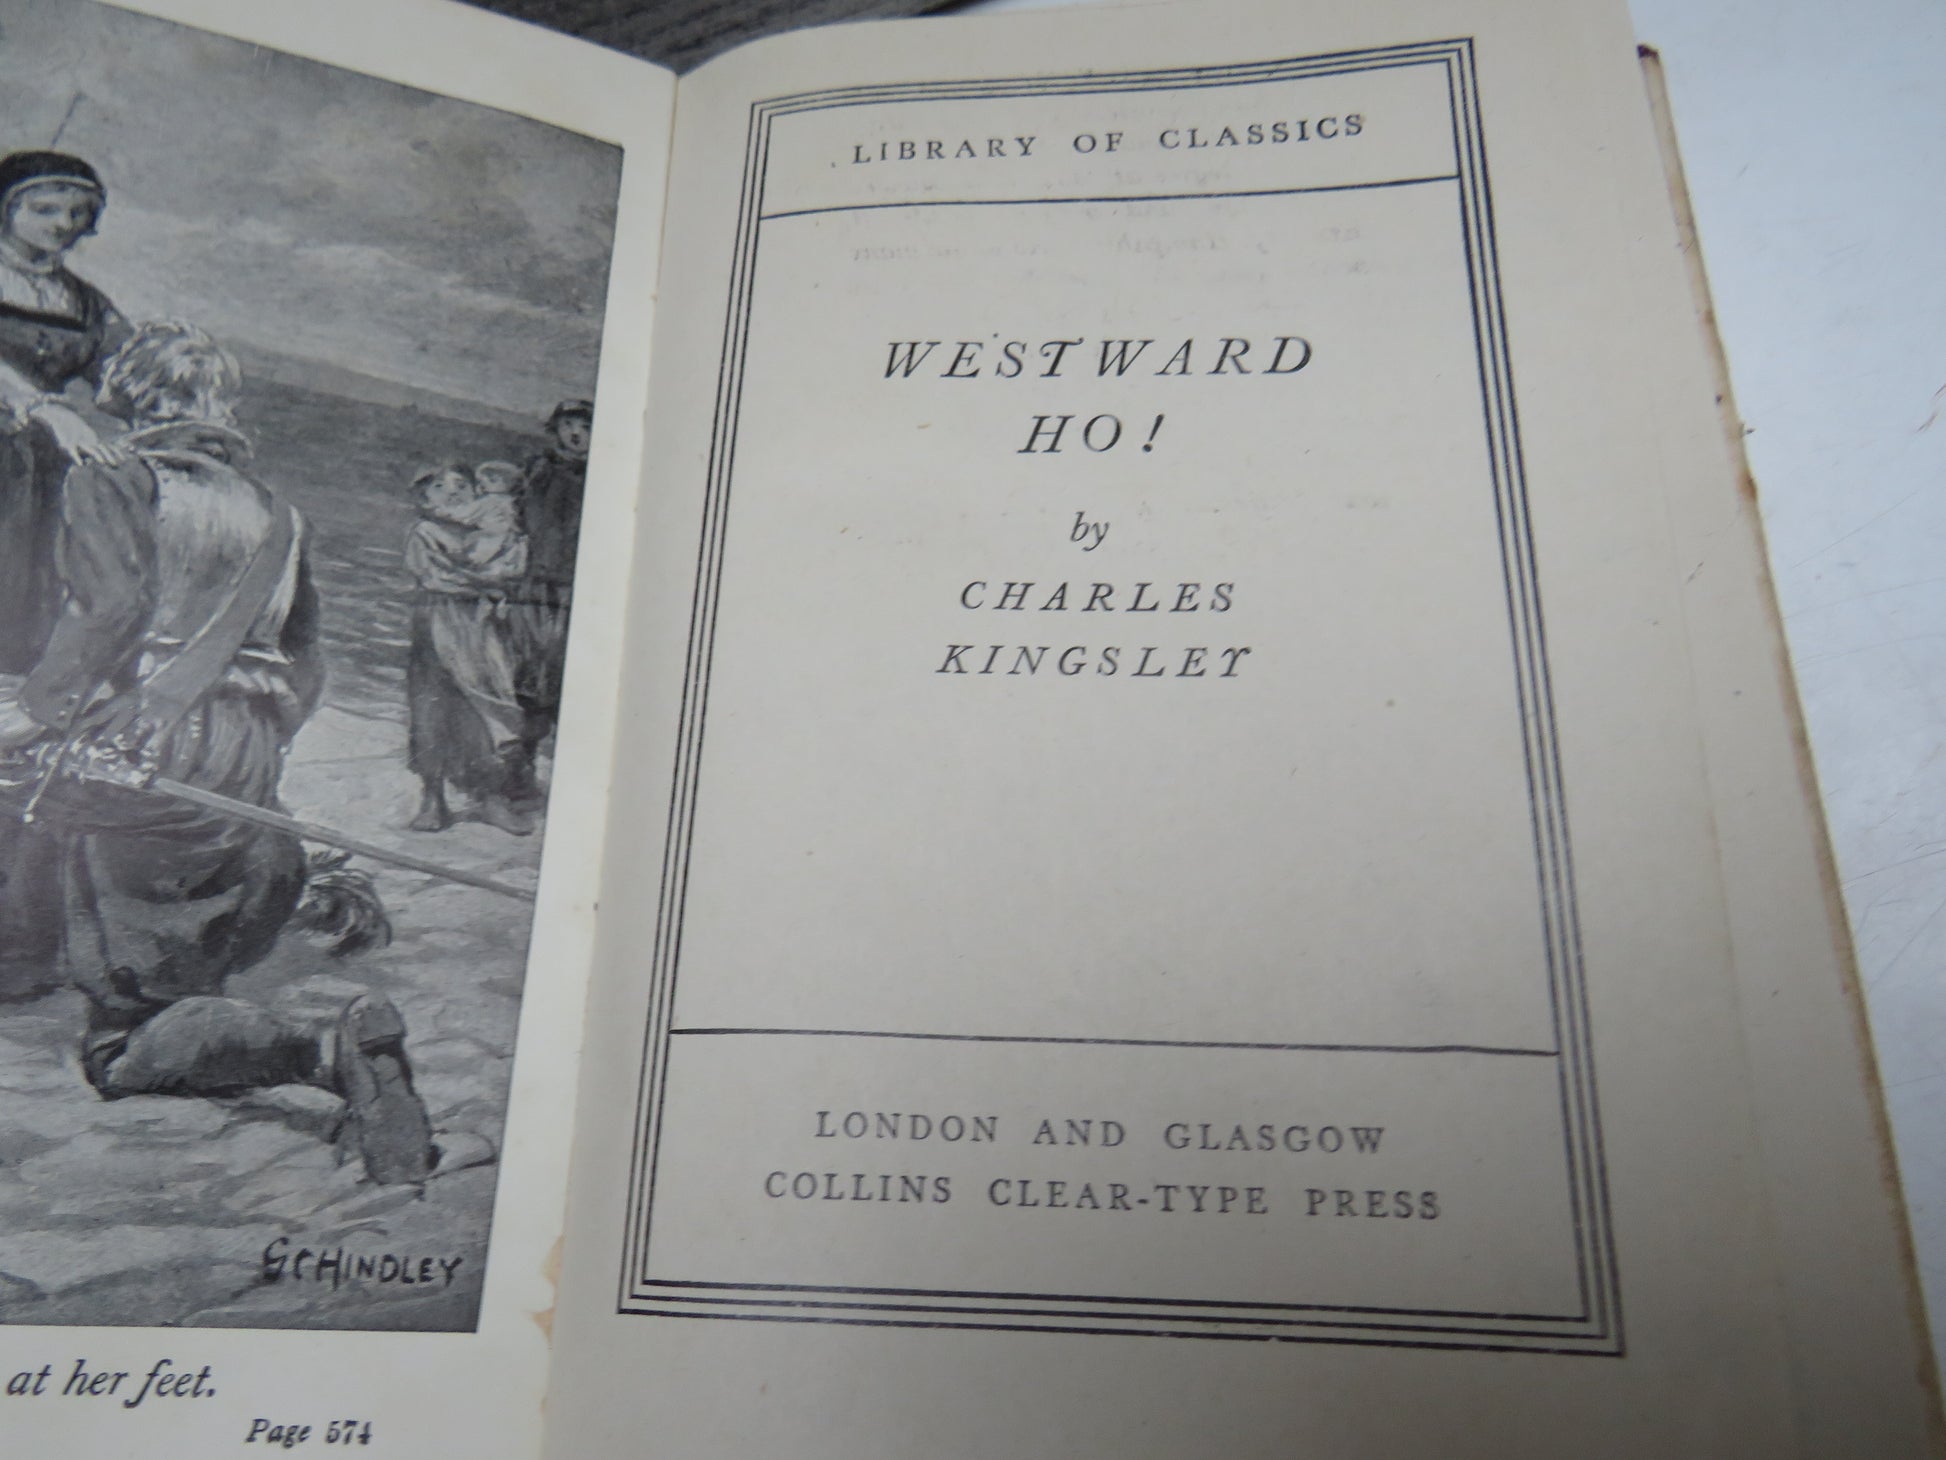 G C HINDLEY
at her feet.
Page 574
LIBRARY OF CLASSICS
WESTWARD
HO!
by
CHARLES
KINGSLEY
LONDON AND GLASGOW
COLLINS CLEAR-TYPE PRESS